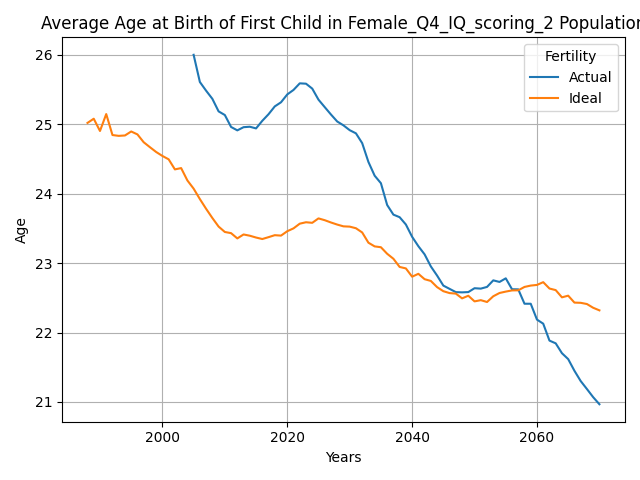 Average Age at Birth of First Child in Female_Q4_IQ_scoring_2 Population
Fertility
Actual
Ideal
26
25
24
23
22
21
Age
2000
2020
2040
2060
Years